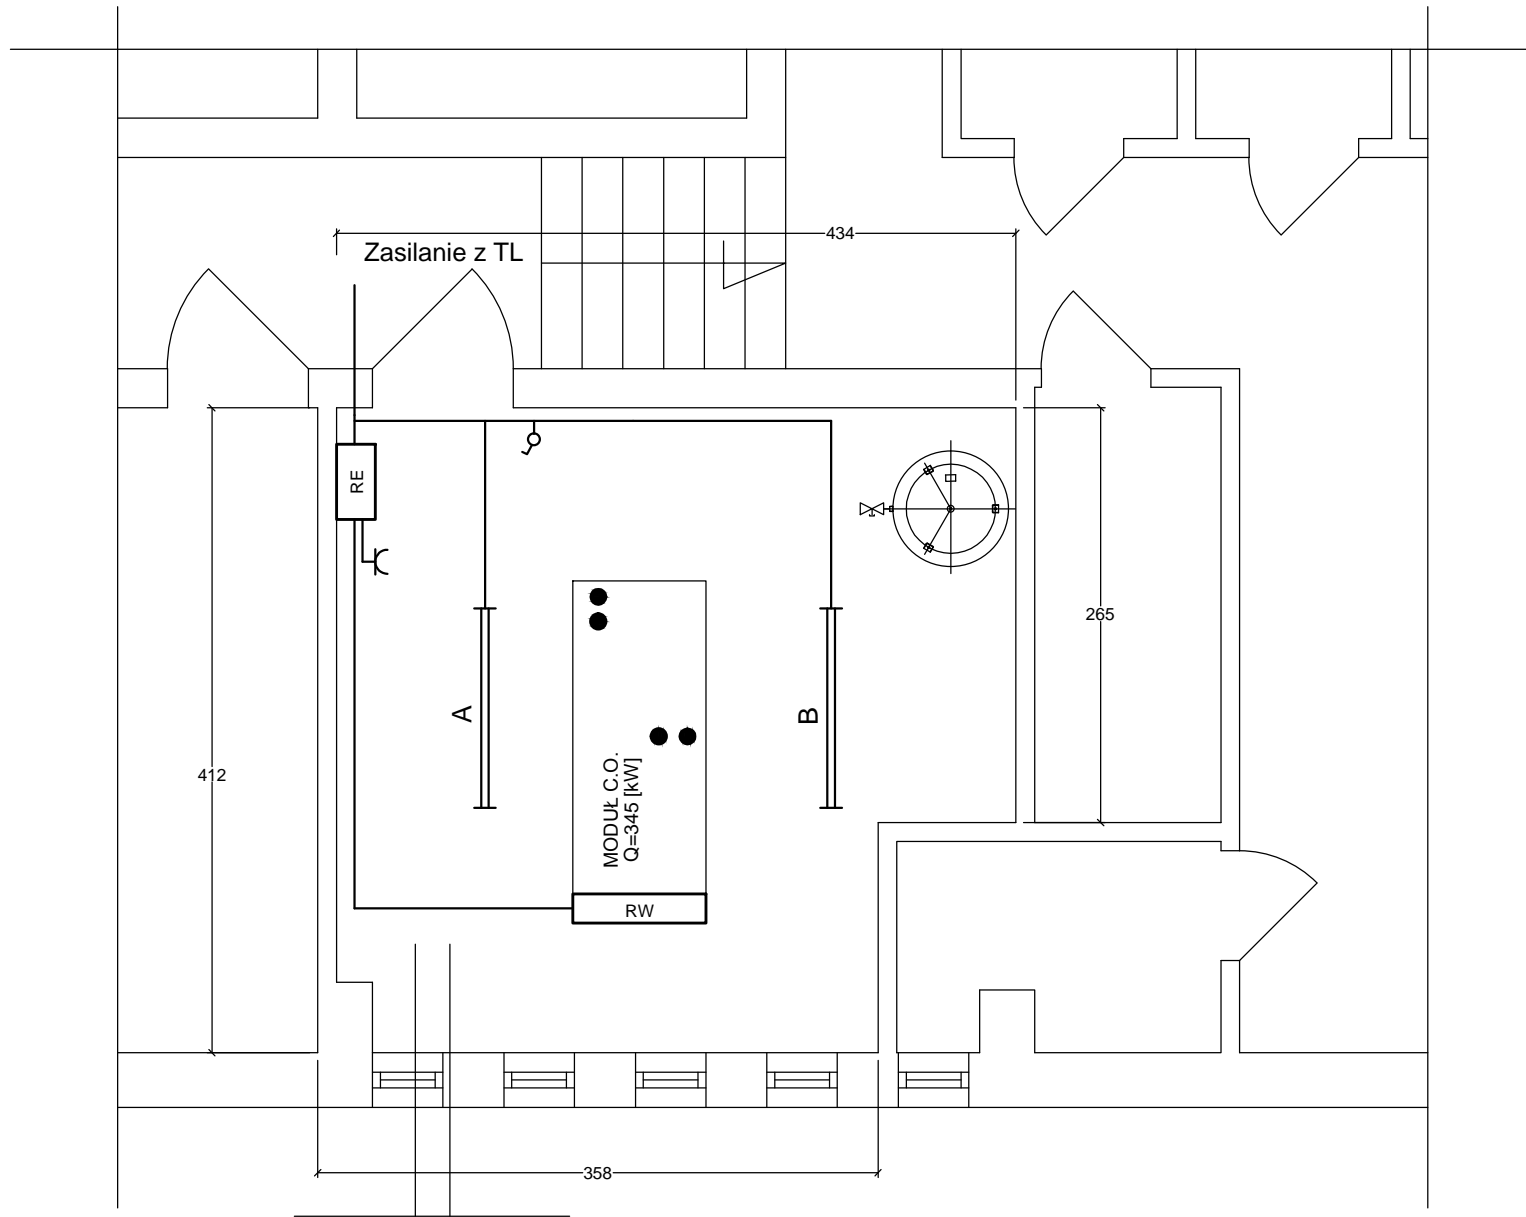 434
Zasilanie z TL
RE
265
A
B
412
MODUŁ C.O.
Q=345 [kW]
RW
358